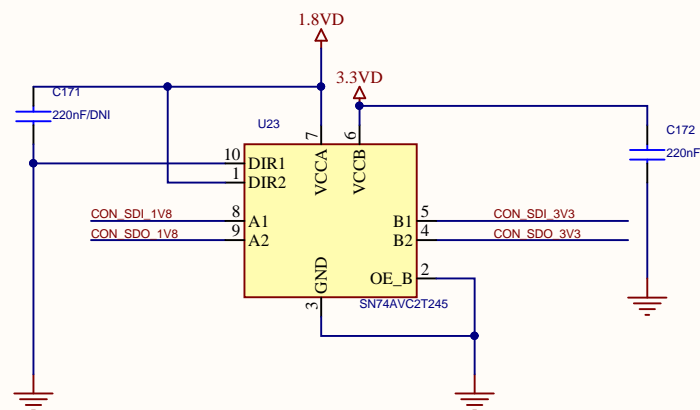 1.8VD
3.3VD
C171
220nF/DNI
U23
7
6
C172
220nF
10
DIR1
VCCA
VCCB
1
DIR2
CON_SDI_1V8
8
A1
B1
5
CON_SDI_3V3
CON_SDO_1V8
9
A2
B2
4
CON_SDO_3V3
GND
OE_B
2
3
SN74AVC2T245